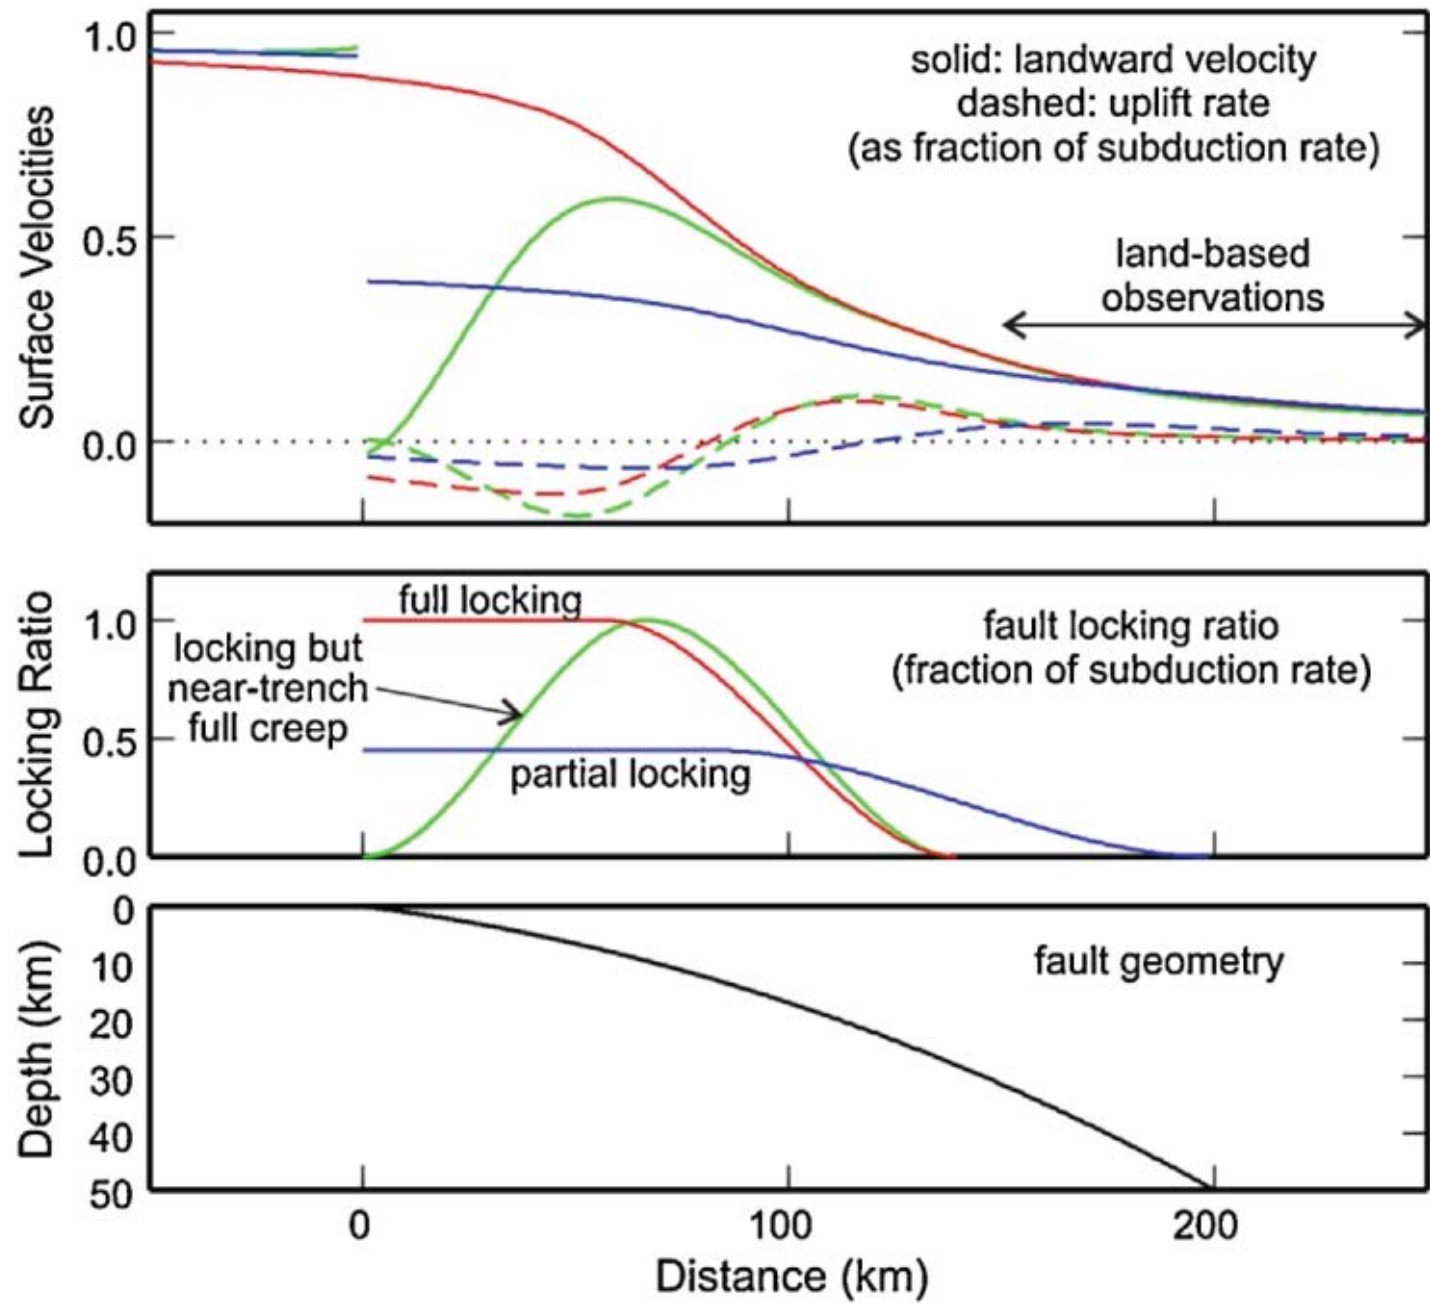 Surface Velocities
1.0
0.5
0.0
solid: landward velocity
dashed: uplift rate
(as fraction of subduction rate)
land-based
observations
Locking Ratio
1.0
0.5
0.0
full locking
locking but
near-trench
full creep
partial locking
fault locking ratio
(fraction of subduction rate)
Depth (km)
0
10
20
30
40
50
fault geometry
0
100
200
Distance (km)